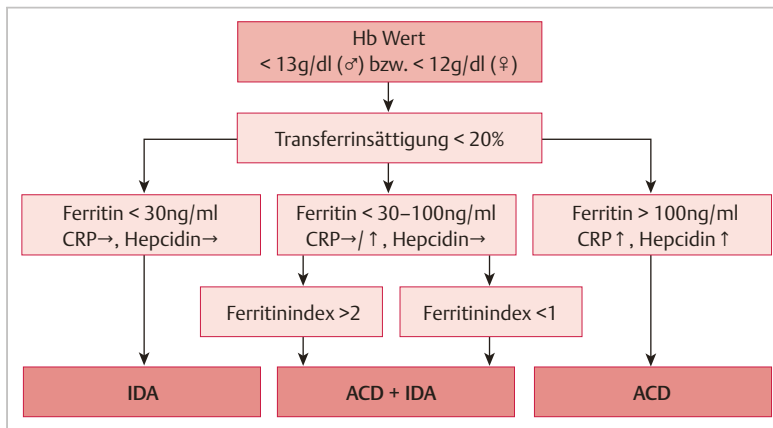 Hb Wert
< 13g/dl (♂) bzw. < 12g/dl (♀)
Transferrinsättigung < 20%
Ferritin < 30ng/ml
CRP→, Hepcidin→
Ferritin < 30–100ng/ml
CRP→/↑, Hepcidin→
Ferritin > 100ng/ml
CRP↑, Hepcidin↑
Ferritinindex >2
Ferritinindex <1
IDA
ACD + IDA
ACD